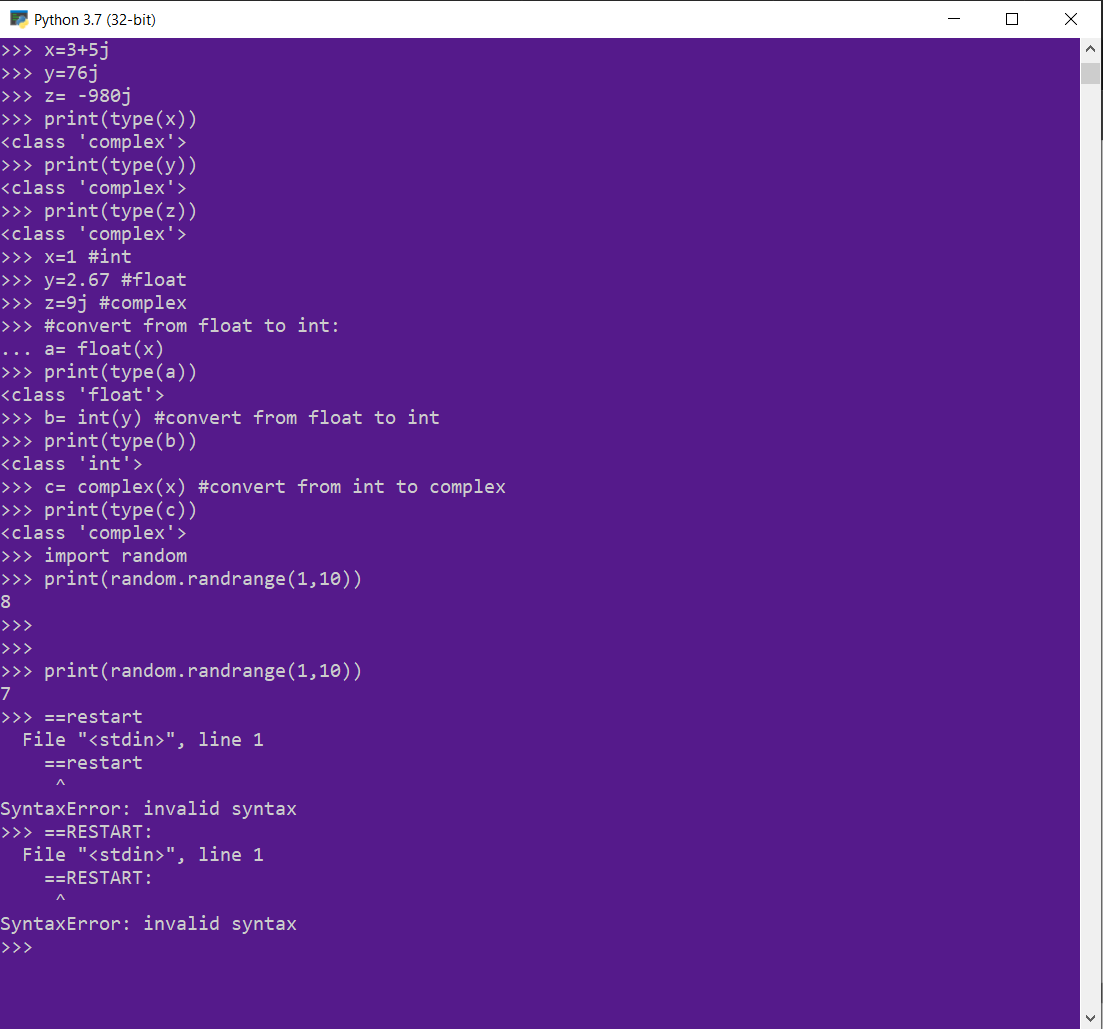 Python 3.7 (32-bit)
>>> x=3+5j
>>> y=76j
>>> z= -980j
>>> print(type(x))
<class 'complex'>
>>> print(type(y))
<class 'complex'>
>>> print(type(z))
<class 'complex'>
>>> x=1 #int
>>> y=2.67 #float
>>> z=9j #complex
>>> #convert from float to int:
... a= float(x)
>>> print(type(a))
<class 'float'>
>>> b= int(y) #convert from float to int
>>> print(type(b))
<class 'int'>
>>> c= complex(x) #convert from int to complex
>>> print(type(c))
<class 'complex'>
>>> import random
>>> print(random.randrange(1,10))
8
>>>
>>>
>>> print(random.randrange(1,10))
7
>>> ==restart
  File "<stdin>", line 1
    ==restart
     ^
SyntaxError: invalid syntax
>>> ==RESTART:
  File "<stdin>", line 1
    ==RESTART:
     ^
SyntaxError: invalid syntax
>>>